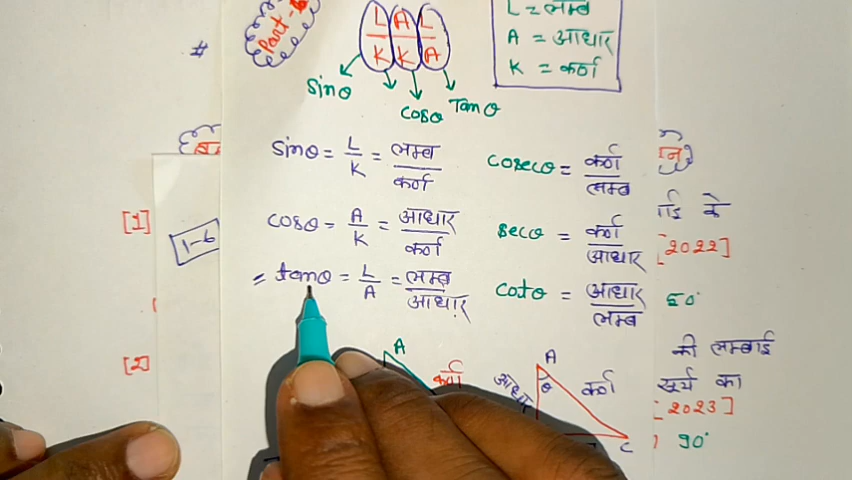 Part-B
L A L
K K A
Sinθ
Cosθ
Tanθ
L = लम्ब
A = आधार
K = कर्ण
#
Sinθ = L/K = लम्ब/कर्ण
Cosecθ = कर्ण/लम्ब
Cosθ = A/K = आधार/कर्ण
Secθ = कर्ण/आधार
= tanθ = L/A = लम्ब/आधार
Cotθ = आधार/लम्ब
[1]
1-6
के
[2022]
60°
[2]
की लम्बाई
सूर्य का
[2023]
90°
A
कर्ण
A
θ
आधार
कर्ण
C